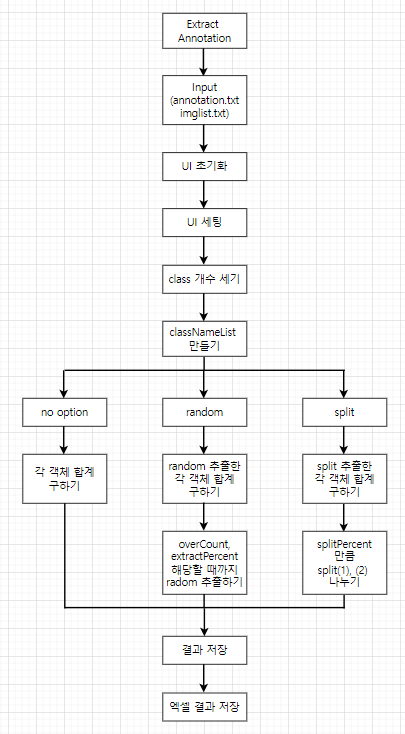 Extract
Annotation
Input
(annotation.txt
imglist.txt)
UI 초기화
UI 세팅
class 개수 세기
classNameList
만들기
no option
random
split
각 객체 합계
구하기
random 추출한
각 객체 합계
구하기
split 추출한
각 객체 합계
구하기
overCount,
extractPercent
해당할 때까지
radom 추출하기
splitPercent
만큼
split(1), (2)
나누기
결과 저장
엑셀 결과 저장